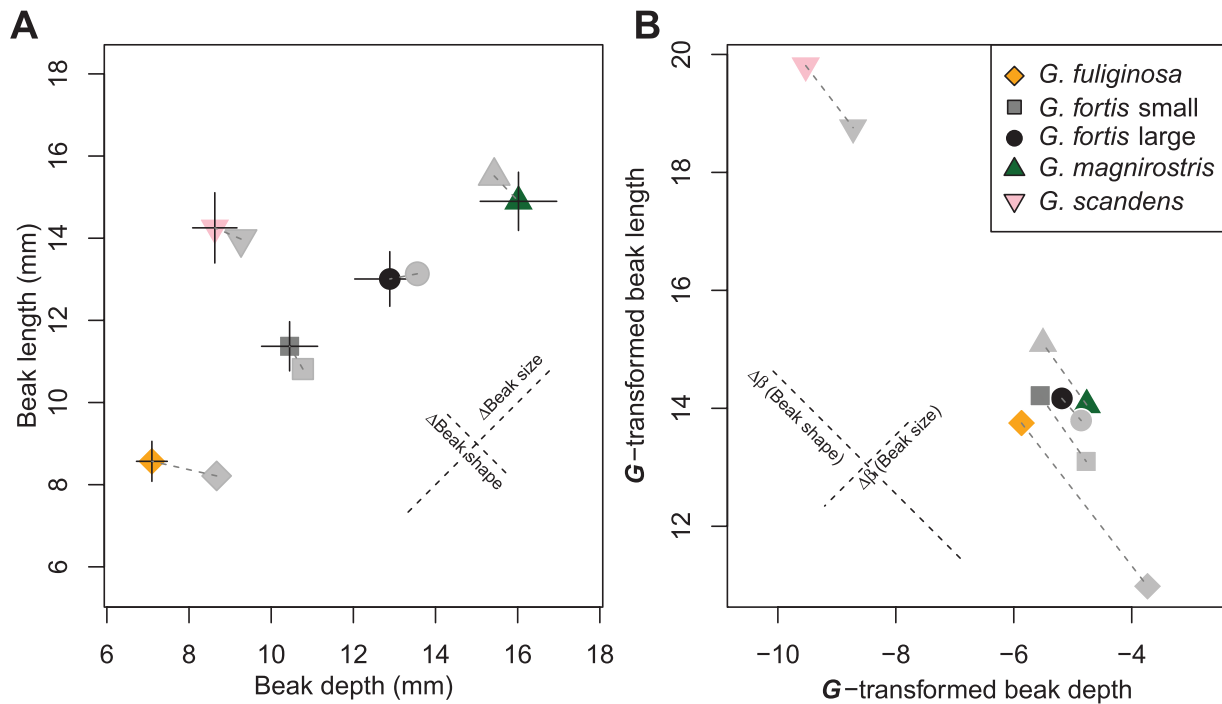 A
18
16
14
12
10
8
6
Beak length (mm)
ΔBeak size
ΔBeak shape
6 8 10 12 14 16 18
Beak depth (mm)
B
20
18
16
14
12
G−transformed beak length
G. fuliginosa
G. fortis small
G. fortis large
G. magnirostris
G. scandens
Δβ (Beak shape)
Δβ (Beak size)
−10 −8 −6 −4
G−transformed beak depth